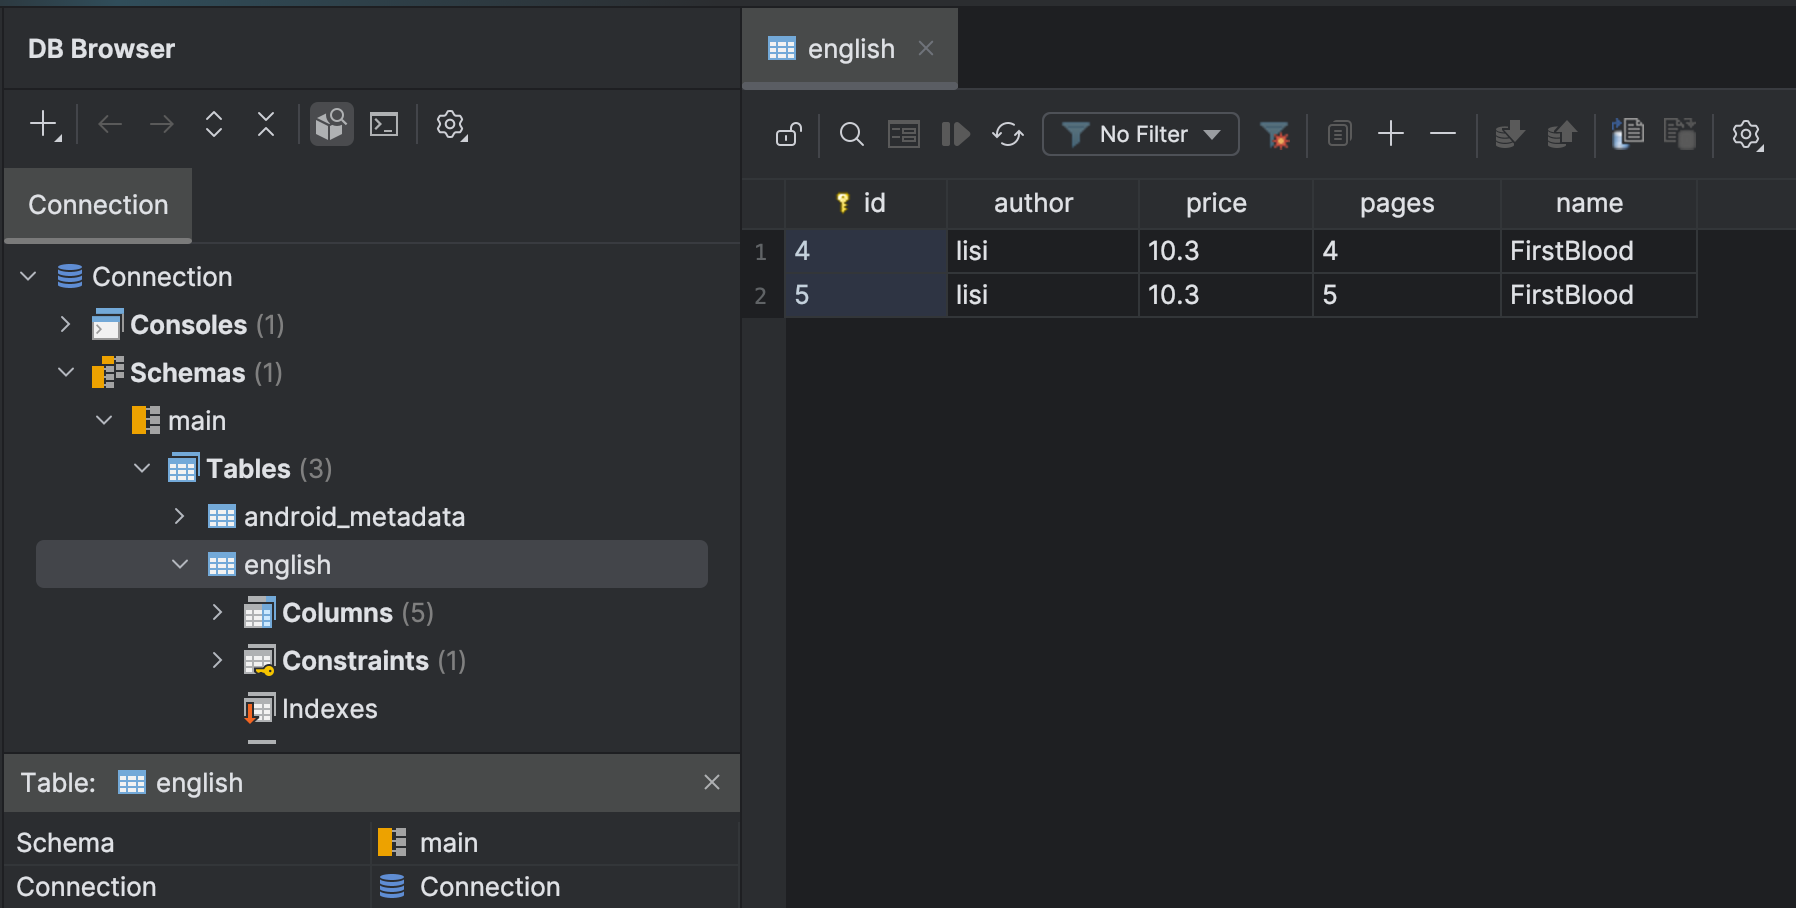 DB Browser
Connection
Connection
Consoles (1)
Schemas (1)
main
Tables (3)
android_metadata
english
Columns (5)
Constraints (1)
Indexes
Table: english
Schema main
Connection Connection
english
No Filter
id author price pages name
1 4 lisi 10.3 4 FirstBlood
2 5 lisi 10.3 5 FirstBlood